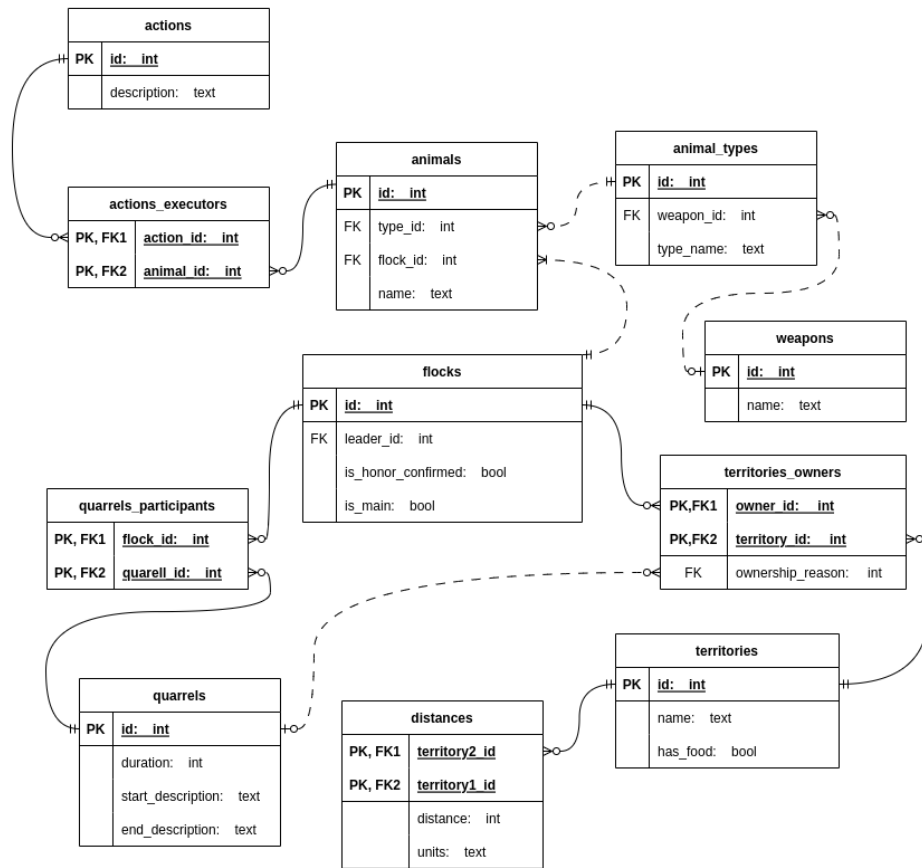 actions
PK id: int
description: text
actions_executors
PK, FK1 action_id: int
PK, FK2 animal_id: int
animals
PK id: int
FK type_id: int
FK flock_id: int
name: text
animal_types
PK id: int
FK weapon_id: int
type_name: text
weapons
PK id: int
name: text
flocks
PK id: int
FK leader_id: int
is_honor_confirmed: bool
is_main: bool
quarrels_participants
PK, FK1 flock_id: int
PK, FK2 quarell_id: int
territories_owners
PK,FK1 owner_id: int
PK,FK2 territory_id: int
FK ownership_reason: int
quarrels
PK id: int
duration: int
start_description: text
end_description: text
distances
PK, FK1 territory2_id
PK, FK2 territory1_id
distance: int
units: text
territories
PK id: int
name: text
has_food: bool